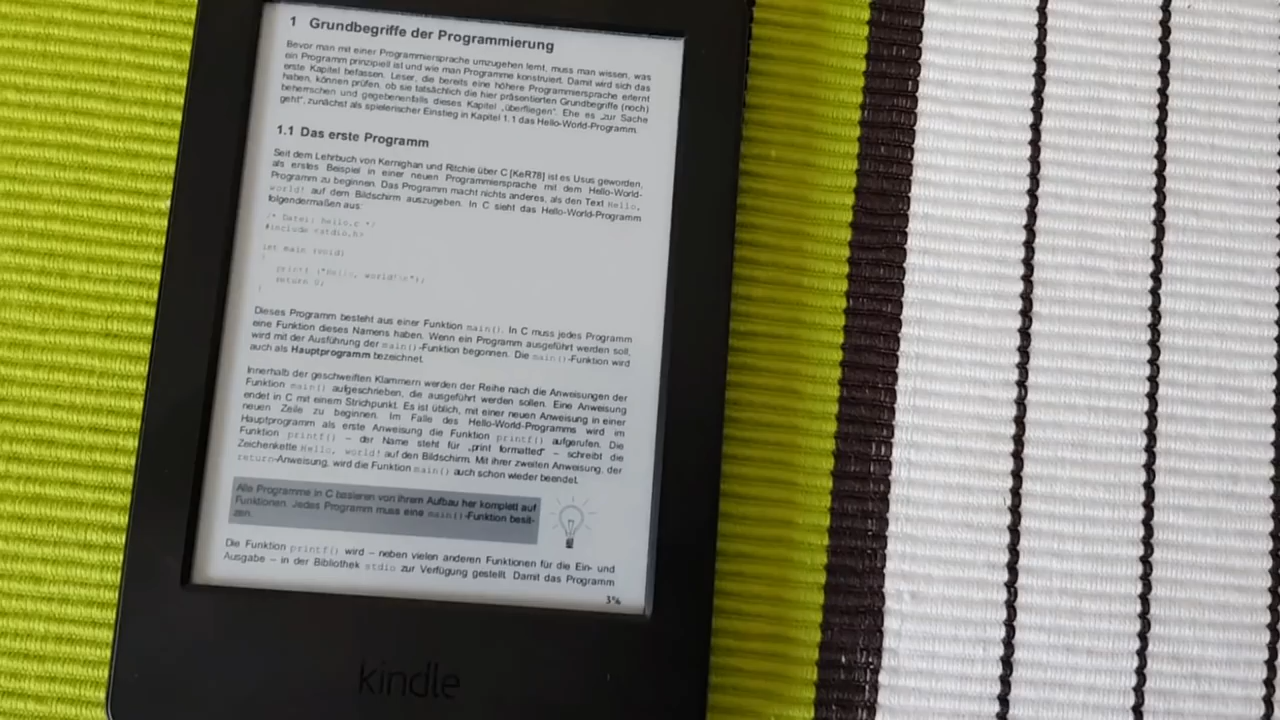 1 Grundbegriffe der Programmierung
Bevor man mit einer Programmiersprache umzugehen lernt, muss man wissen, was
ein Programm prinzipiell ist und wie man Programme konstruiert. Damit wird sich das
erste Kapitel befassen. Leser, die bereits eine höhere Programmiersprache erlernt
haben, können prüfen, ob sie tatsächlich die hier präsentierten Grundbegriffe (noch)
beherrschen und gegebenenfalls dieses Kapitel „überfliegen". Ehe es „zur Sache
geht", zunächst als spielerischer Einstieg in Kapitel 1.1 das Hello-World-Programm.
1.1 Das erste Programm
Seit dem Lehrbuch von Kernighan und Ritchie über C [KeR78] ist es Usus geworden,
als erstes Beispiel in einer neuen Programmiersprache mit dem Hello-World-
Programm zu beginnen. Das Programm macht nichts anderes, als den Text Hello,
world! auf dem Bildschirm auszugeben. In C sieht das Hello-World-Programm
folgendermaßen aus:
/* Datei: hello.c */
#include <stdio.h>
int main (void)
{
printf ("Hello, world!\n");
return 0;
}
Dieses Programm besteht aus einer Funktion main(). In C muss jedes Programm
eine Funktion dieses Namens haben. Wenn ein Programm ausgeführt werden soll,
wird mit der Ausführung der main()-Funktion begonnen. Die main()-Funktion wird
auch als Hauptprogramm bezeichnet.
Innerhalb der geschweiften Klammern werden der Reihe nach die Anweisungen der
Funktion main() aufgeschrieben, die ausgeführt werden sollen. Eine Anweisung
endet in C mit einem Strichpunkt. Es ist üblich, mit einer neuen Anweisung in einer
neuen Zeile zu beginnen. Im Falle des Hello-World-Programms wird im
Hauptprogramm als erste Anweisung die Funktion printf() aufgerufen. Die
Funktion printf() – der Name steht für „print formatted" – schreibt die
Zeichenkette Hello, world! auf den Bildschirm. Mit ihrer zweiten Anweisung, der
return-Anweisung, wird die Funktion main() auch schon wieder beendet.
Alle Programme in C basieren von ihrem Aufbau her komplett auf
Funktionen. Jedes Programm muss eine main()-Funktion besit-
zen.
Die Funktion printf() wird – neben vielen anderen Funktionen für die Ein- und
Ausgabe – in der Bibliothek stdio zur Verfügung gestellt. Damit das Programm
3%
kindle